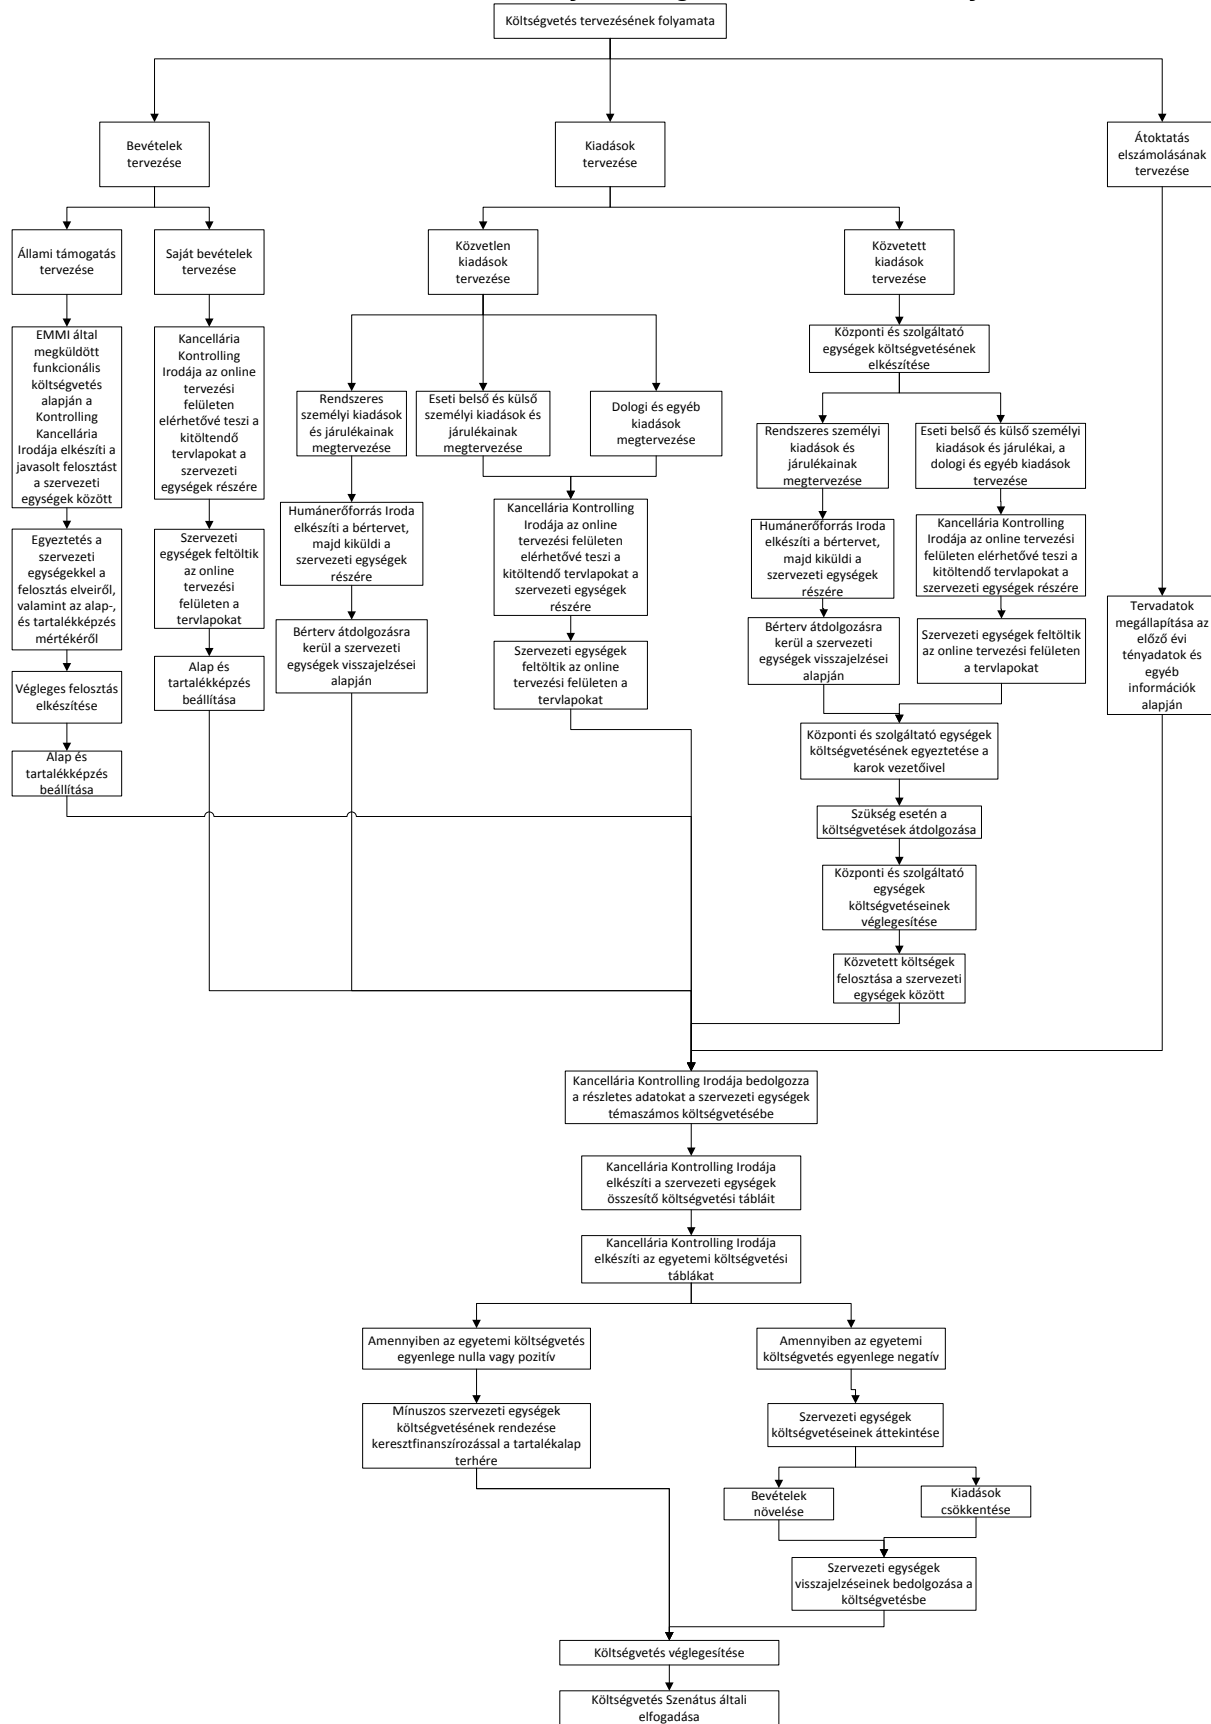 Költségvetés tervezésének folyamata
Bevételek
tervezése
Kiadások
tervezése
Átoktatás
elszámolásának
tervezése
Állami támogatás
tervezése
Saját bevételek
tervezése
Közvetlen
kiadások
tervezése
Közvetett
kiadások
tervezése
EMMI által
megküldött
funkcionális
költségvetés
alapján a
Kontrolling
Kancellária
Irodája elkészíti a
javasolt felosztást
a szervezeti
egységek között
Kancellária
Kontrolling
Irodája az online
tervezési
felületen
elérhetővé teszi a
kitöltendő
tervlapokat a
szervezeti
egységek részére
Központi és szolgáltató
egységek költségvetésének
elkészítése
Rendszeres
személyi kiadások
és járulékainak
megtervezése
Eseti belső és külső
személyi kiadások és
járulékainak
megtervezése
Dologi és egyéb
kiadások
megtervezése
Rendszeres személyi
kiadások és
járulékainak
megtervezése
Eseti belső és külső személyi
kiadások és járulékai, a
dologi és egyéb kiadások
tervezése
Humánerőforrás Iroda
elkészíti a bértervet,
majd kiküldi a
szervezeti egységek
részére
Kancellária Kontrolling
Irodája az online
tervezési felületen
elérhetővé teszi a
kitöltendő tervlapokat a
szervezeti egységek
részére
Humánerőforrás Iroda
elkészíti a bértervet,
majd kiküldi a
szervezeti egységek
részére
Kancellária Kontrolling
Irodája az online tervezési
felületen elérhetővé teszi a
kitöltendő tervlapokat a
szervezeti egységek részére
Egyeztetés a
szervezeti
egységekkel a
felosztás elveiről,
valamint az alap-,
és tartalékképzés
mértékéről
Szervezeti
egységek feltöltik
az online
tervezési
felületen a
tervlapokat
Tervadatok
megállapítása az
előző évi
tényadatok és
egyéb
információk
alapján
Bérterv átdolgozásra
kerül a szervezeti
egységek visszajelzései
alapján
Szervezeti egységek
feltöltik az online
tervezési felületen a
tervlapokat
Bérterv átdolgozásra
kerül a szervezeti
egységek visszajelzései
alapján
Szervezeti egységek feltöltik
az online tervezési felületen
a tervlapokat
Végleges felosztás
elkészítése
Alap és
tartalékképzés
beállítása
Alap és
tartalékképzés
beállítása
Központi és szolgáltató egységek
költségvetésének egyeztetése a
karok vezetőivel
Szükség esetén a
költségvetések átdolgozása
Központi és szolgáltató
egységek
költségvetéseinek
véglegesítése
Közvetett költségek
felosztása a szervezeti
egységek között
Kancellária Kontrolling Irodája bedolgozza
a részletes adatokat a szervezeti egységek
témaszámos költségvetésébe
Kancellária Kontrolling Irodája
elkészíti a szervezeti egységek
összesítő költségvetési tábláit
Kancellária Kontrolling Irodája
elkészíti az egyetemi költségvetési
táblákat
Amennyiben az egyetemi költségvetés
egyenlege nulla vagy pozitív
Amennyiben az egyetemi
költségvetés egyenlege negatív
Mínuszos szervezeti egységek
költségvetésének rendezése
keresztfinanszírozással a tartalékalap
terhére
Szervezeti egységek
költségvetéseinek áttekintése
Bevételek
növelése
Kiadások
csökkentése
Szervezeti egységek
visszajelzéseinek bedolgozása a
költségvetésbe
Költségvetés véglegesítése
Költségvetés Szenátus általi
elfogadása